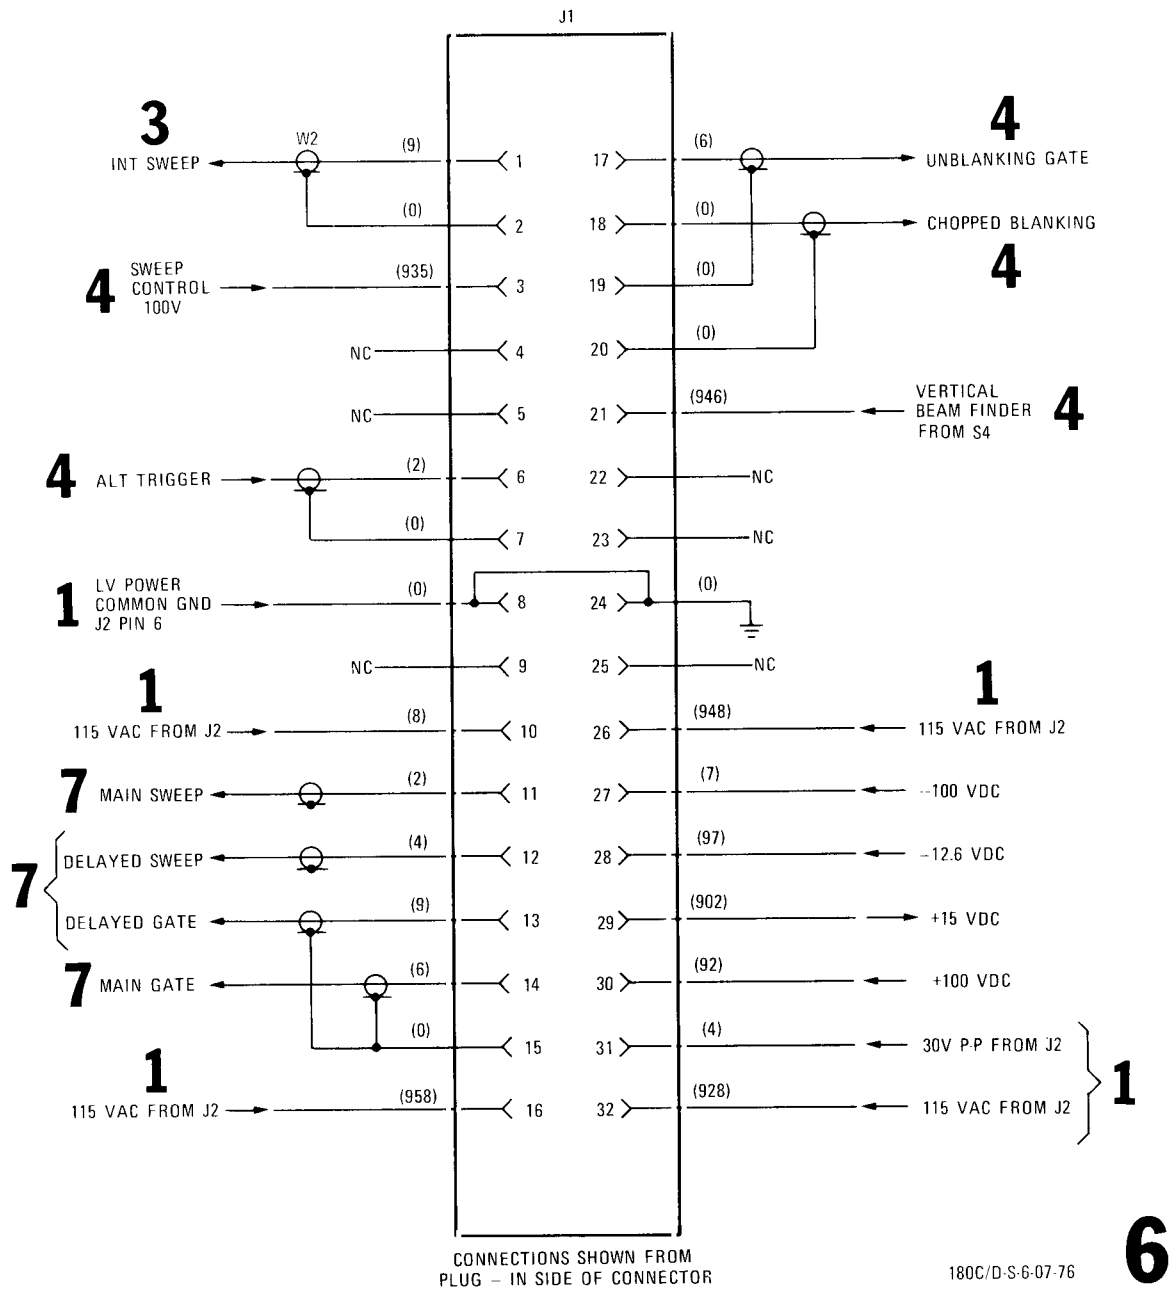 J1
3
W2
INT SWEEP
(9)
1
(0)
2
4
SWEEP
CONTROL
100V
(935)
3
NC
4
NC
5
4
ALT TRIGGER
(2)
6
(0)
7
1
LV POWER
COMMON GND
J2 PIN 6
(0)
8
NC
9
1
115 VAC FROM J2
(8)
10
7
MAIN SWEEP
(2)
11
7
DELAYED SWEEP
(4)
12
DELAYED GATE
(9)
13
7
MAIN GATE
(6)
14
(0)
15
1
115 VAC FROM J2
(958)
16
17
(6)
4
UNBLANKING GATE
18
(0)
CHOPPED BLANKING
4
19
(0)
20
(0)
21
(946)
VERTICAL
BEAM FINDER
FROM S4
4
22
NC
23
NC
24
(0)
25
NC
1
26
(948)
115 VAC FROM J2
27
(7)
-100 VDC
28
(97)
-12.6 VDC
29
(902)
+15 VDC
30
(92)
+100 VDC
31
(4)
30V P-P FROM J2
32
(928)
115 VAC FROM J2
1
CONNECTIONS SHOWN FROM
PLUG – IN SIDE OF CONNECTOR
180C/D-S-6-07-76
6